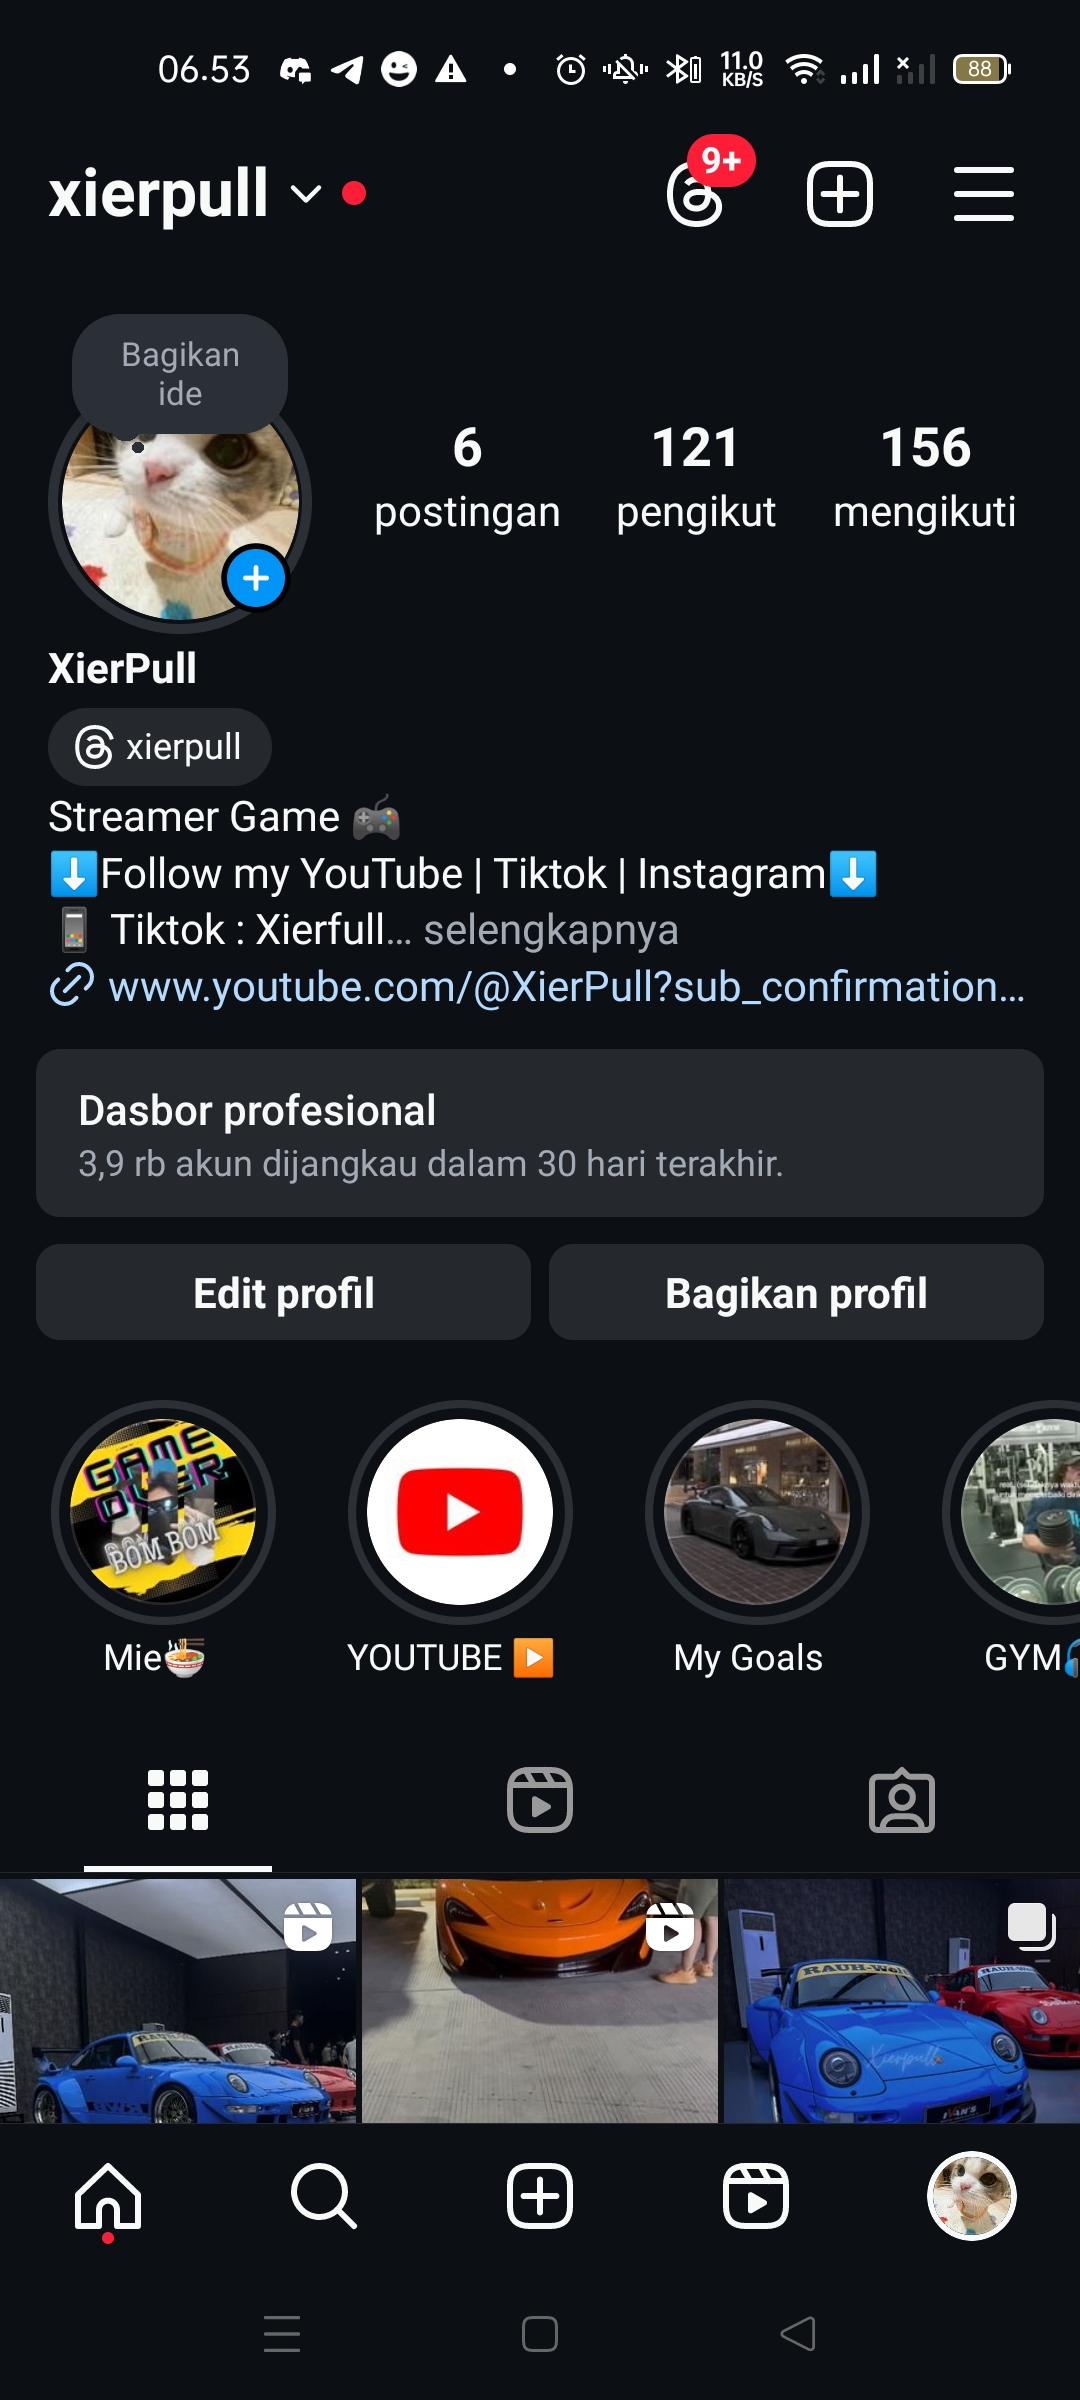 06.53
11.0
KB/S
88
xierpull
9+
Bagikan
ide
6
postingan
121
pengikut
156
mengikuti
XierPull
xierpull
Streamer Game 🎮
⬇️Follow my YouTube | Tiktok | Instagram⬇️
📱 Tiktok : Xierfull... selengkapnya
www.youtube.com/@XierPull?sub_confirmation...
Dasbor profesional
3,9 rb akun dijangkau dalam 30 hari terakhir.
Edit profil
Bagikan profil
GAME
OVER
BOM BOM
Mie🍜
YOUTUBE ▶️
My Goals
GYM🎧
RAUH-Welt
Xierpull
IVAN'S